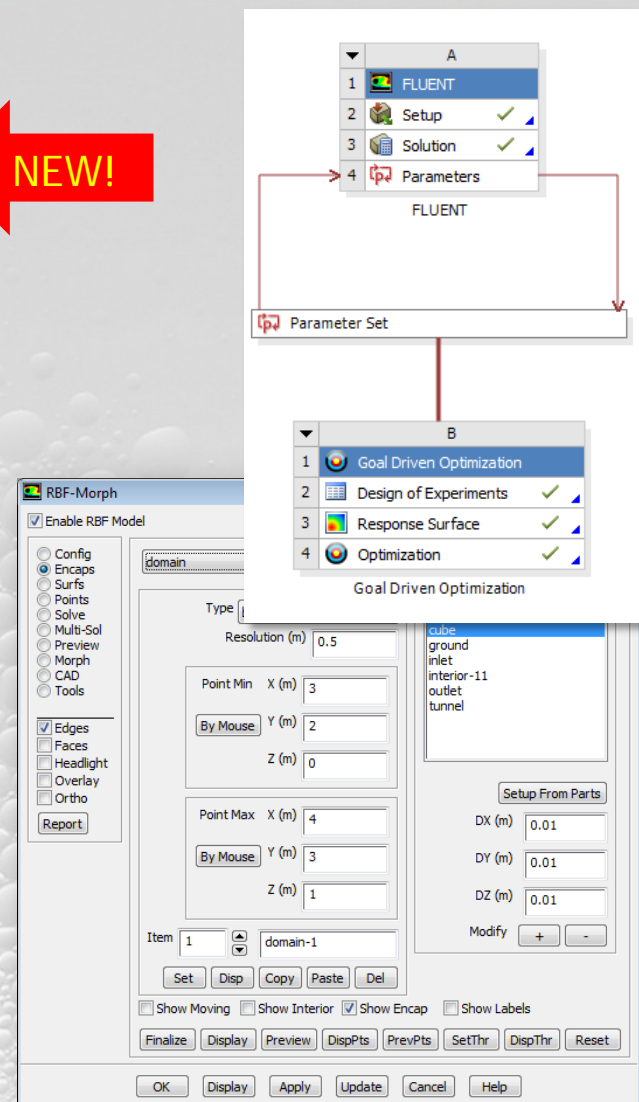 NEW!
A
1 FLUENT
2 Setup
3 Solution
4 Parameters
FLUENT
Parameter Set
B
1 Goal Driven Optimization
2 Design of Experiments
3 Response Surface
4 Optimization
Goal Driven Optimization
RBF-Morph
Enable RBF Model
Config
Encaps
Surfs
Points
Solve
Multi-Sol
Preview
Morph
CAD
Tools
Edges
Faces
Headlight
Overlay
Ortho
Report
domain
Type
Resolution (m) 0.5
Point Min X (m) 3
By Mouse Y (m) 2
Z (m) 0
Point Max X (m) 4
By Mouse Y (m) 3
Z (m) 1
Item 1 domain-1
Set Disp Copy Paste Del
cube
ground
inlet
interior-11
outlet
tunnel
Setup From Parts
DX (m) 0.01
DY (m) 0.01
DZ (m) 0.01
Modify + -
Show Moving Show Interior Show Encap Show Labels
Finalize Display Preview DispPts PrevPts SetThr DispThr Reset
OK Display Apply Update Cancel Help